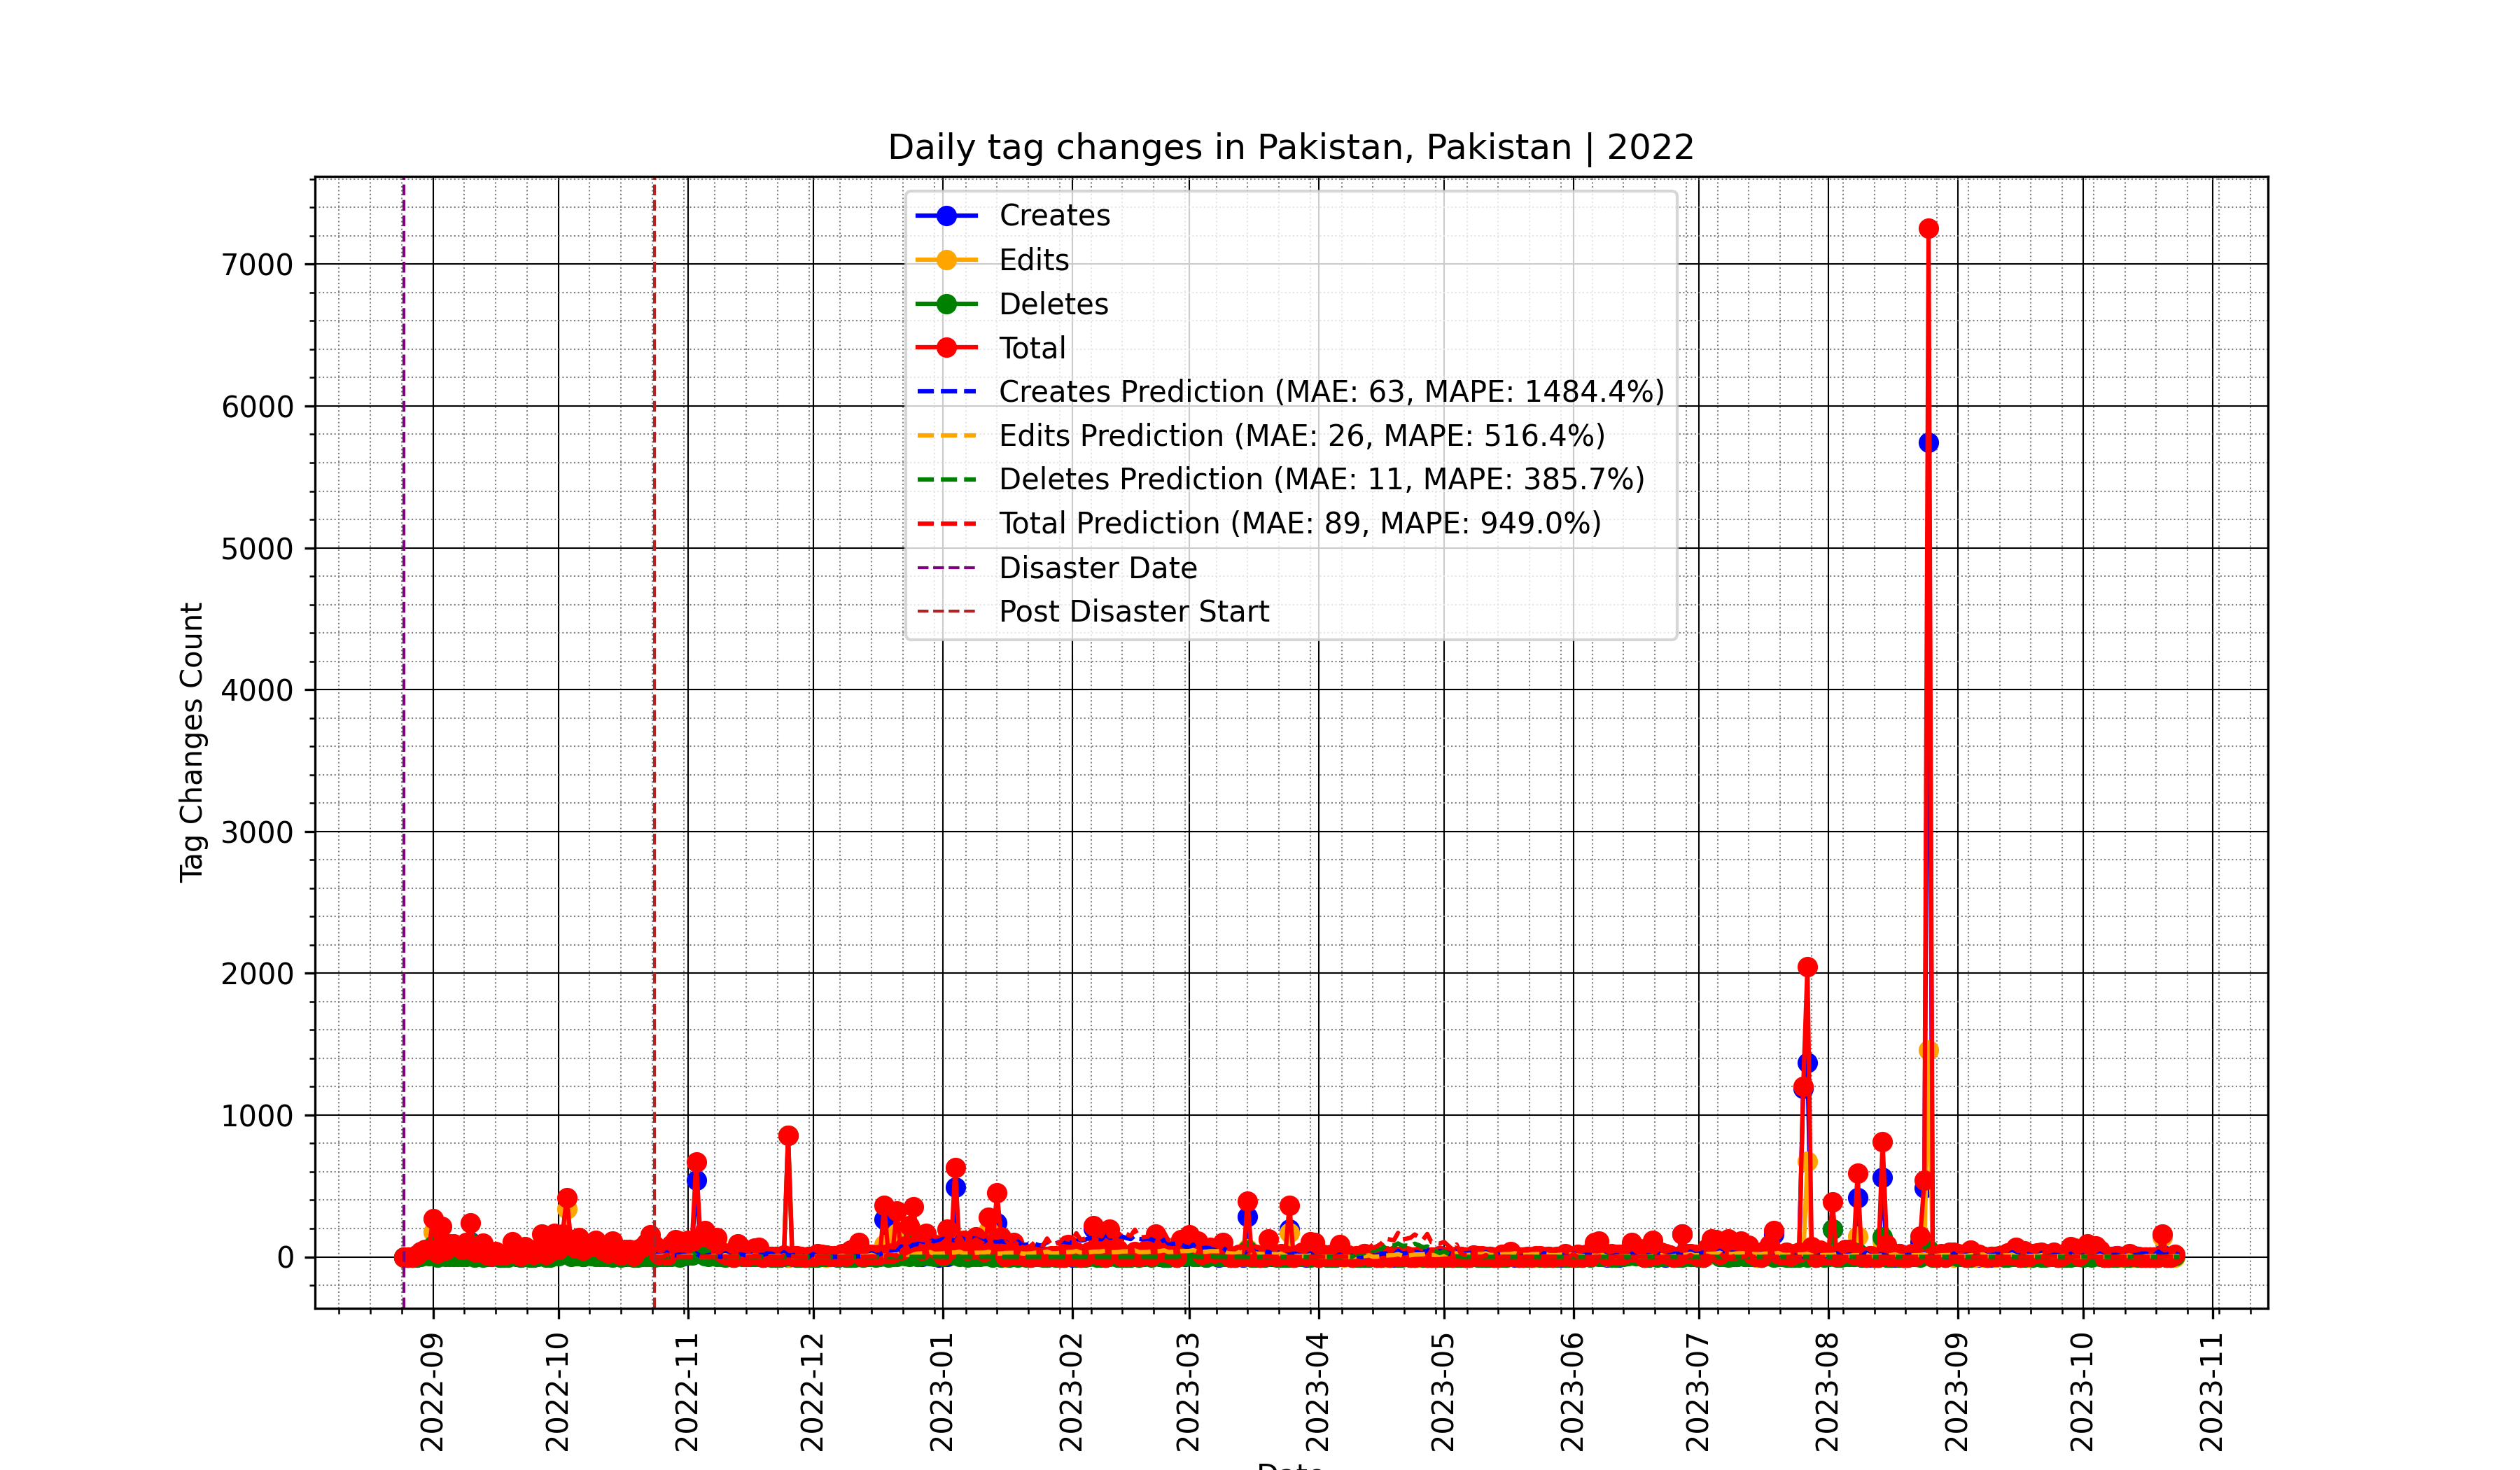 Daily tag changes in Pakistan, Pakistan | 2022
Creates
Edits
Deletes
Total
Creates Prediction (MAE: 63, MAPE: 1484.4%)
Edits Prediction (MAE: 26, MAPE: 516.4%)
Deletes Prediction (MAE: 11, MAPE: 385.7%)
Total Prediction (MAE: 89, MAPE: 949.0%)
Disaster Date
Post Disaster Start
Tag Changes Count
7000
6000
5000
4000
3000
2000
1000
0
2022-09
2022-10
2022-11
2022-12
2023-01
2023-02
2023-03
2023-04
2023-05
2023-06
2023-07
2023-08
2023-09
2023-10
2023-11
Date